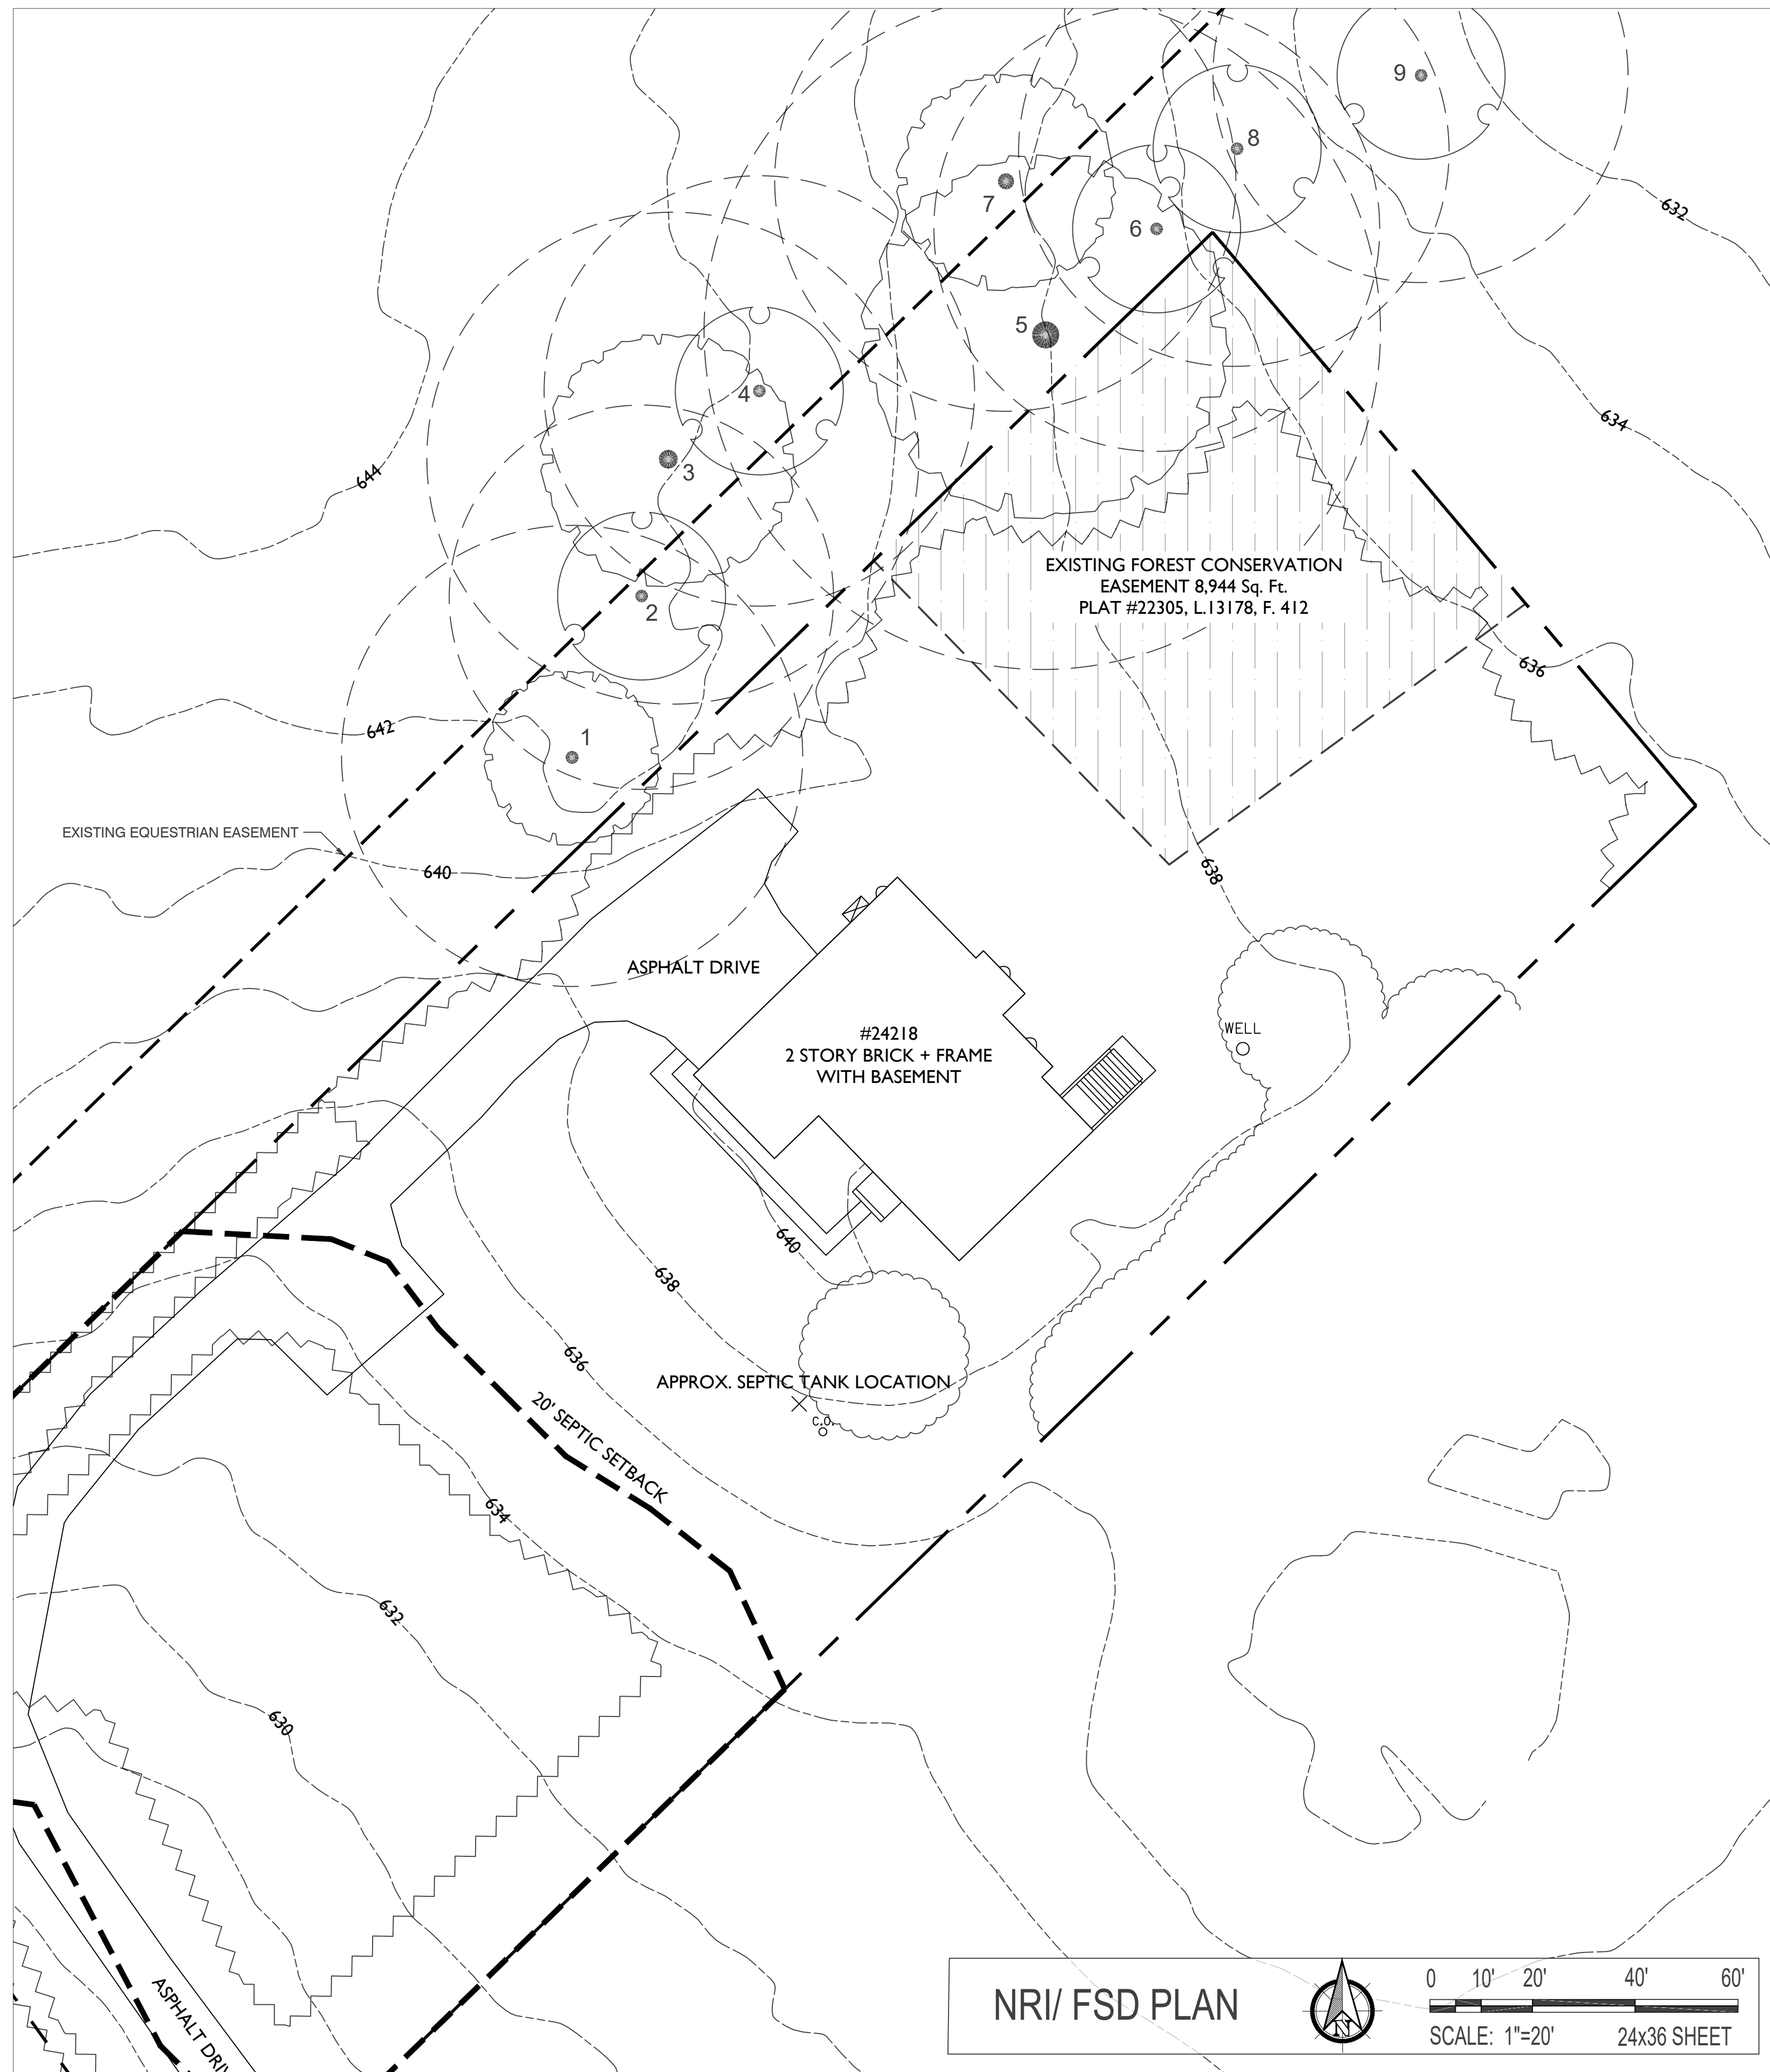 9
8
7
6
632
5
4
634
3
644
EXISTING FOREST CONSERVATION
EASEMENT 8,944 Sq. Ft.
PLAT #22305, L.13178, F. 412
2
636
642
1
EXISTING EQUESTRIAN EASEMENT
640
638
ASPHALT DRIVE
#24218
2 STORY BRICK + FRAME
WITH BASEMENT
WELL
640
638
636
APPROX. SEPTIC TANK LOCATION
C.O.
20' SEPTIC SETBACK
634
632
630
ASPHALT DRIV
NRI/ FSD PLAN
N
0 10' 20' 40' 60'
SCALE: 1"=20'
24x36 SHEET